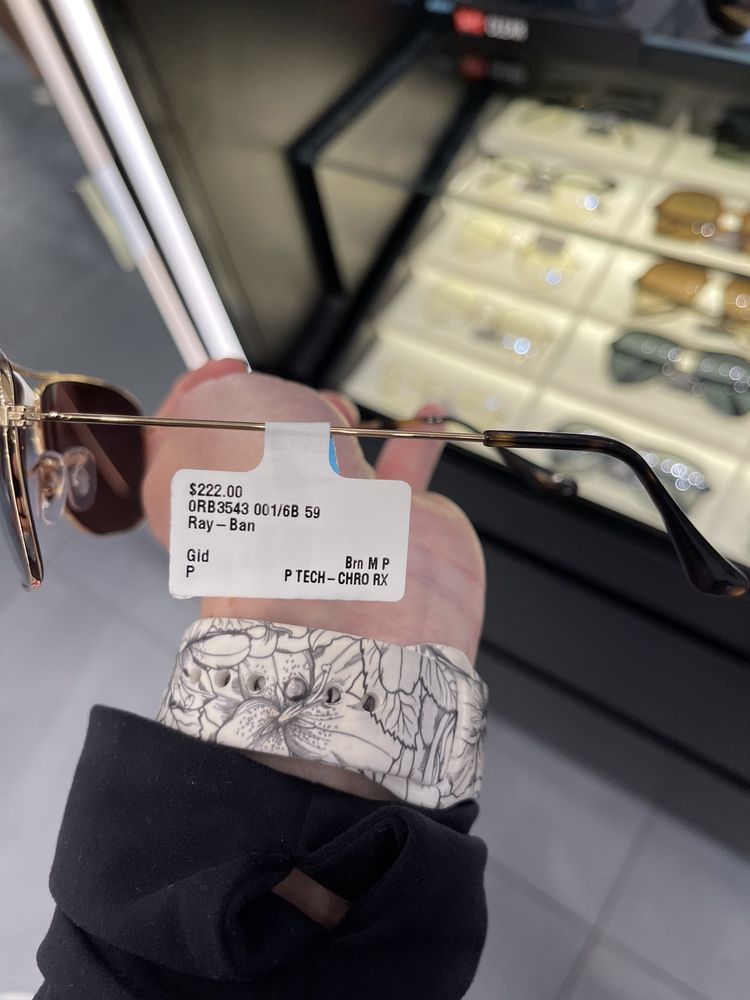 $222.00
0RB3543 001/6B 59
Ray-Ban
Gld Brn M P
P P TECH-CHRO RX